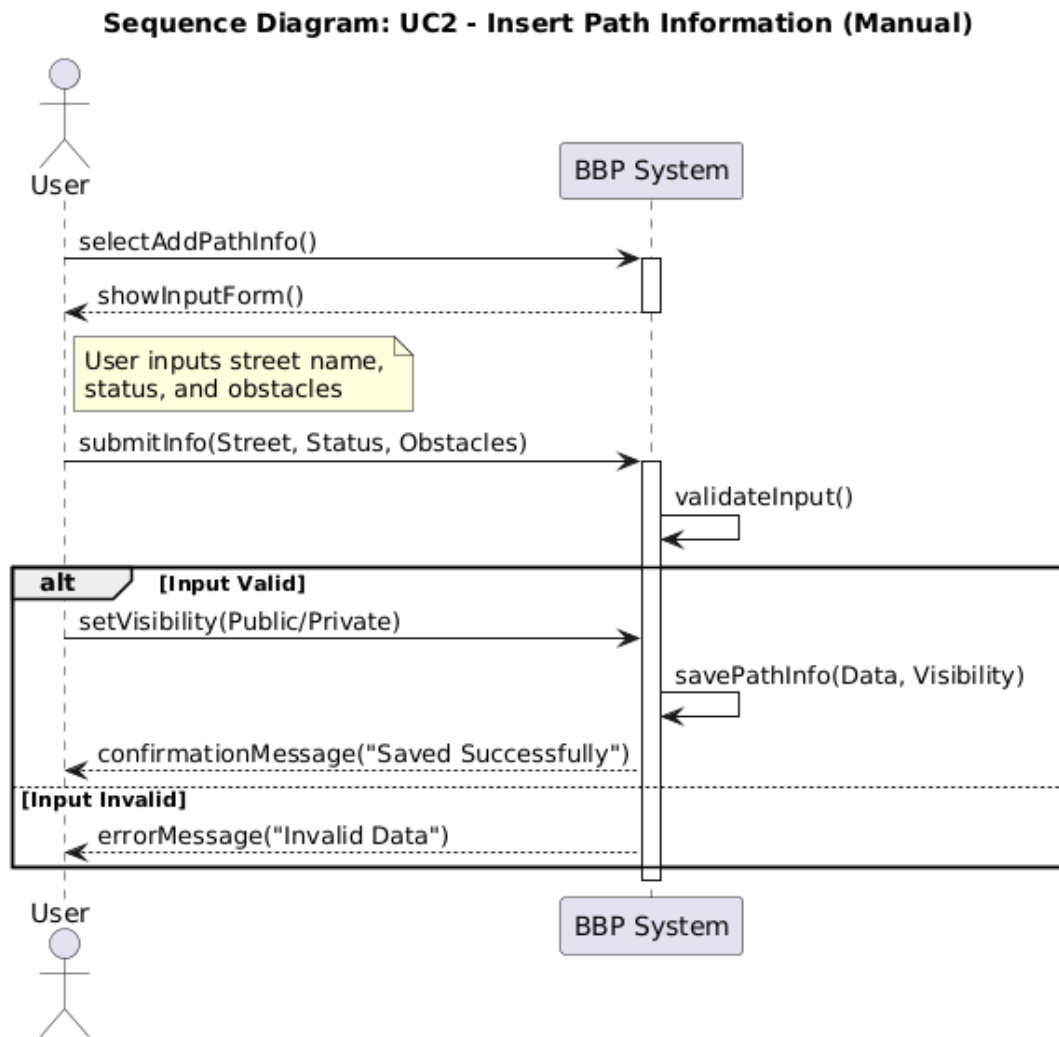 Sequence Diagram: UC2 - Insert Path Information (Manual)
User
BBP System
selectAddPathInfo()
showInputForm()
User inputs street name,
status, and obstacles
submitInfo(Street, Status, Obstacles)
validateInput()
alt
[Input Valid]
setVisibility(Public/Private)
savePathInfo(Data, Visibility)
confirmationMessage("Saved Successfully")
[Input Invalid]
errorMessage("Invalid Data")
User
BBP System